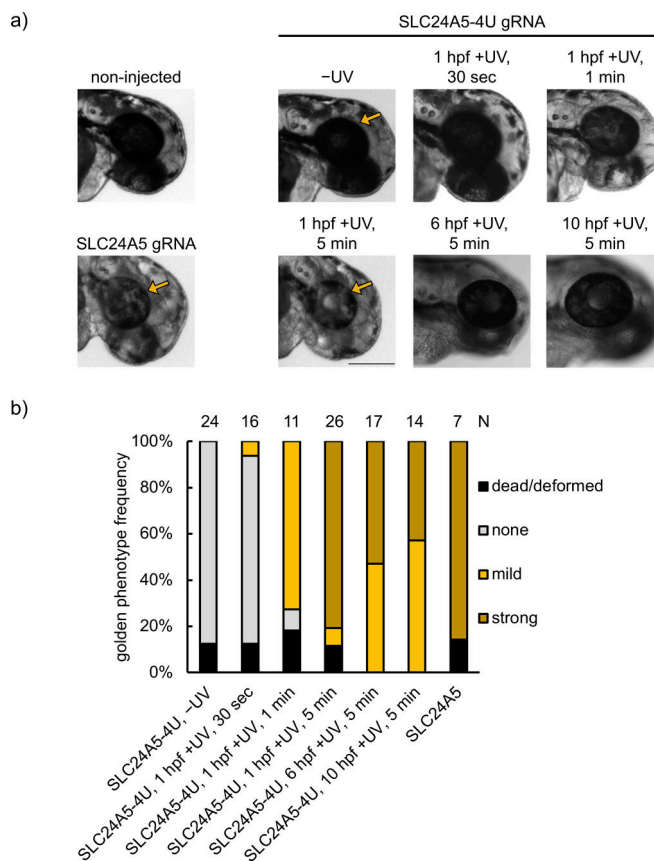 a)
SLC24A5-4U gRNA
non-injected
−UV
1 hpf +UV,
30 sec
1 hpf +UV,
1 min
SLC24A5 gRNA
1 hpf +UV,
5 min
6 hpf +UV,
5 min
10 hpf +UV,
5 min
b)
24 16 11 26 17 14 7 N
golden phenotype frequency
100%
80%
60%
40%
20%
0%
dead/deformed
none
mild
strong
SLC24A5-4U, −UV
SLC24A5-4U, 1 hpf +UV, 30 sec
SLC24A5-4U, 1 hpf +UV, 1 min
SLC24A5-4U, 1 hpf +UV, 5 min
SLC24A5-4U, 6 hpf +UV, 5 min
SLC24A5-4U, 10 hpf +UV, 5 min
SLC24A5